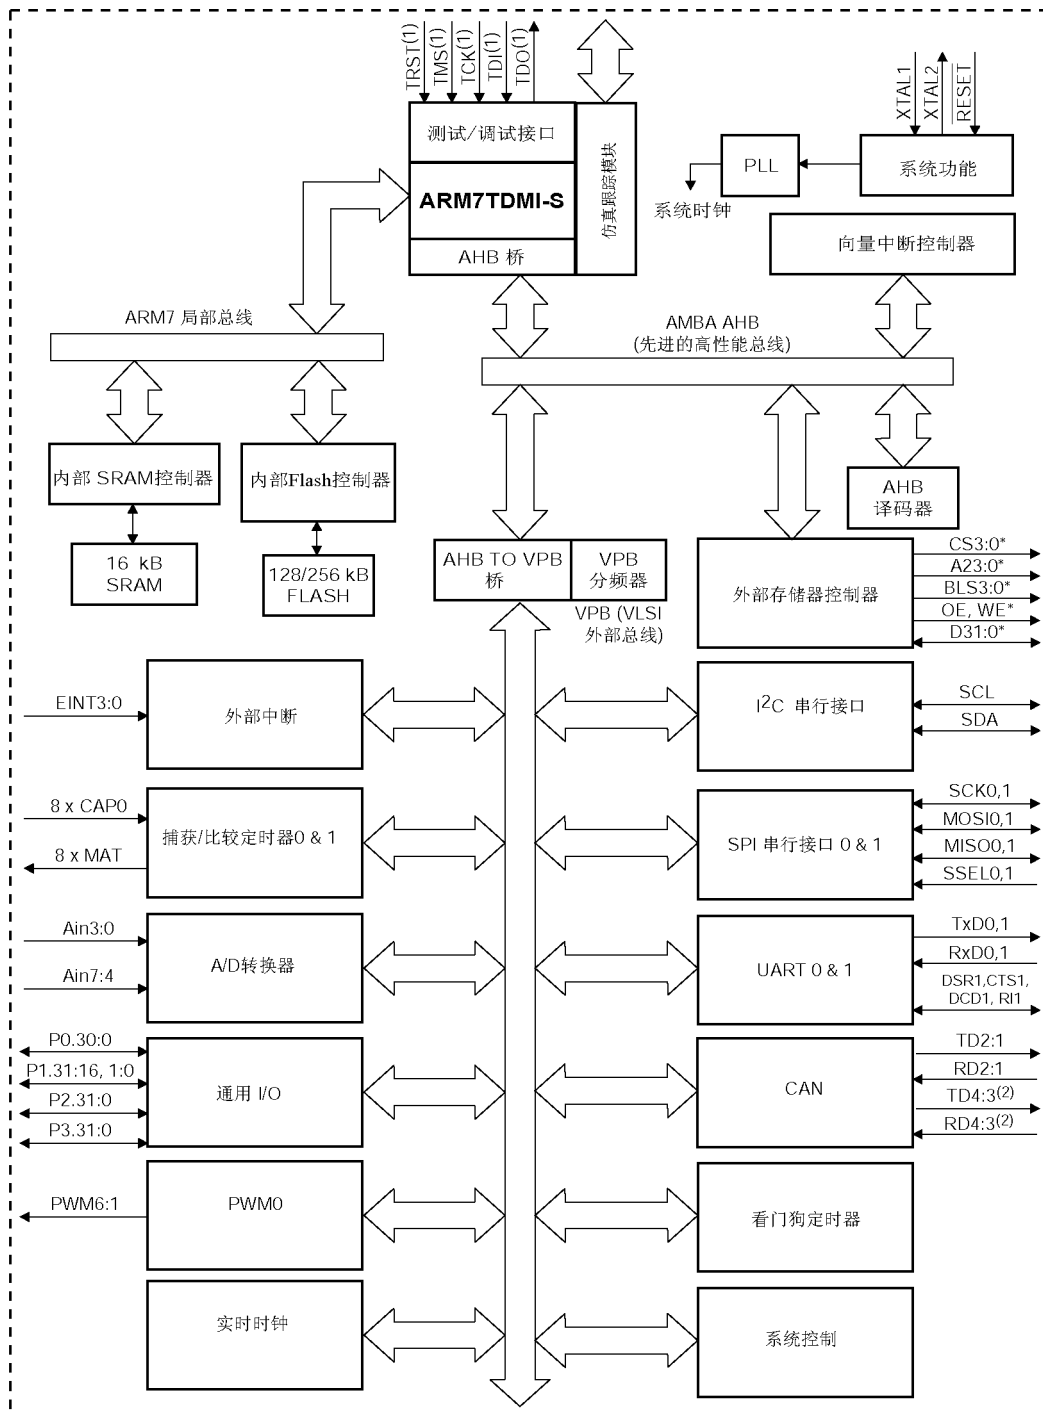 TRST(1)
TMS(1)
TCK(1)
TDI(1)
TDO(1)
测试/调试接口
ARM7TDMI-S
AHB 桥
仿真跟踪模块
XTAL1
XTAL2
RESET
PLL
系统功能
系统时钟
向量中断控制器
ARM7 局部总线
AMBA AHB
(先进的高性能总线)
内部 SRAM控制器
内部Flash控制器
16 kB
SRAM
128/256 kB
FLASH
AHB
译码器
AHB TO VPB
桥
VPB
分频器
VPB (VLSI
外部总线)
外部存储器控制器
CS3:0*
A23:0*
BLS3:0*
OE, WE*
D31:0*
EINT3:0
外部中断
I2C 串行接口
SCL
SDA
8 x CAP0
8 x MAT
捕获/比较定时器0 & 1
SPI 串行接口 0 & 1
SCK0,1
MOSI0,1
MISO0,1
SSEL0,1
Ain3:0
Ain7:4
A/D转换器
UART 0 & 1
TxD0,1
RxD0,1
DSR1,CTS1,
DCD1, RI1
P0.30:0
P1.31:16, 1:0
P2.31:0
P3.31:0
通用 I/O
CAN
TD2:1
RD2:1
TD4:3(2)
RD4:3(2)
PWM6:1
PWM0
看门狗定时器
实时时钟
系统控制